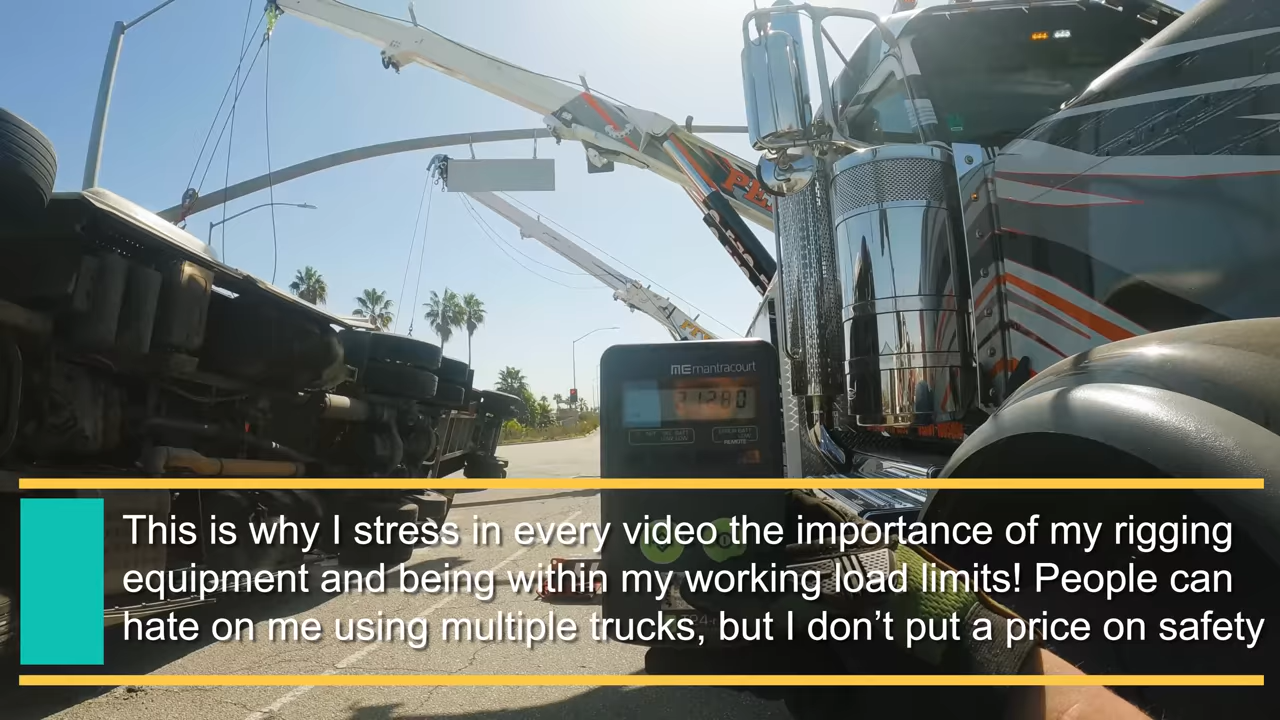 mantracourt
This is why I stress in every video the importance of my rigging
equipment and being within my working load limits! People can
hate on me using multiple trucks, but I don’t put a price on safety